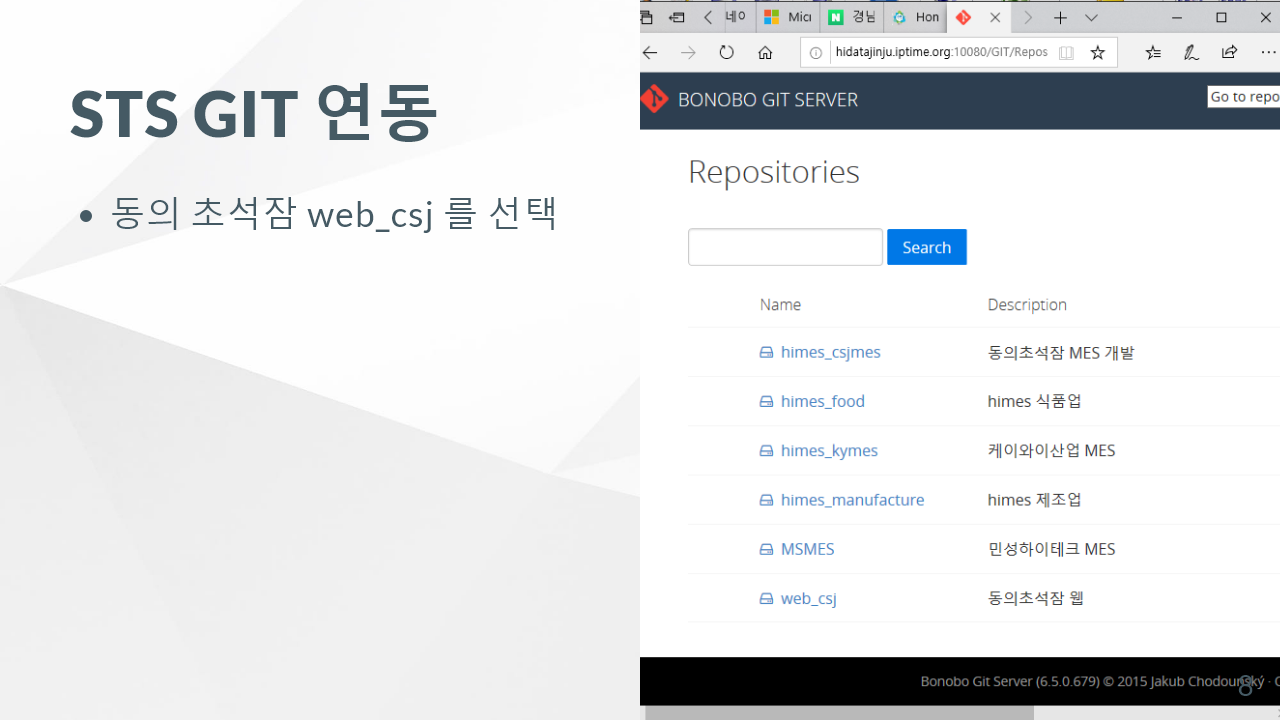 STS GIT 연동
• 동의 초석잠 web_csj 를 선택
네이
Micr
경남
Hon
hidatajinju.iptime.org:10080/GIT/Repos
BONOBO GIT SERVER
Go to repo
Repositories
Search
Name Description
himes_csjmes 동의초석잠 MES 개발
himes_food himes 식품업
himes_kymes 케이와이산업 MES
himes_manufacture himes 제조업
MSMES 민성하이테크 MES
web_csj 동의초석잠 웹
Bonobo Git Server (6.5.0.679) © 2015 Jakub Chodounský ·
8